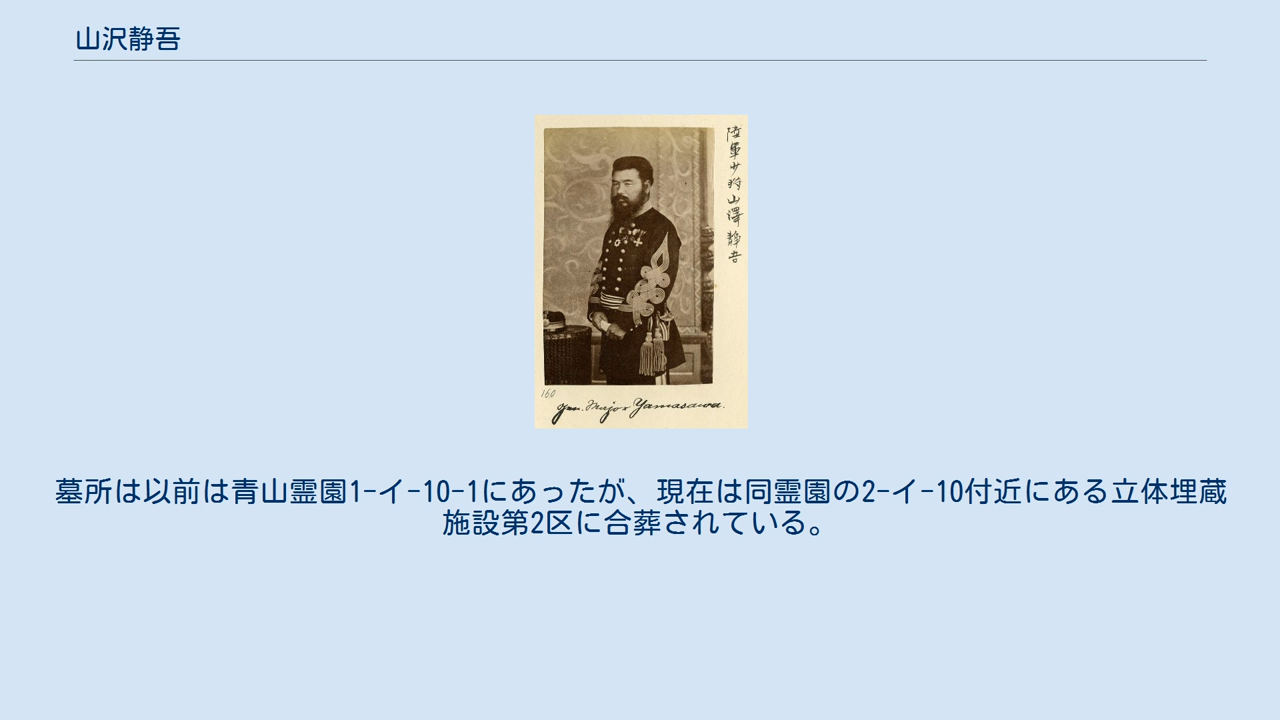 山沢静吾
陸軍少将山澤静吾
160
Gen. Major Yamasawa.
墓所は以前は青山霊園1-イ-10-1にあったが、現在は同霊園の2-イ-10付近にある立体埋蔵
施設第2区に合葬されている。